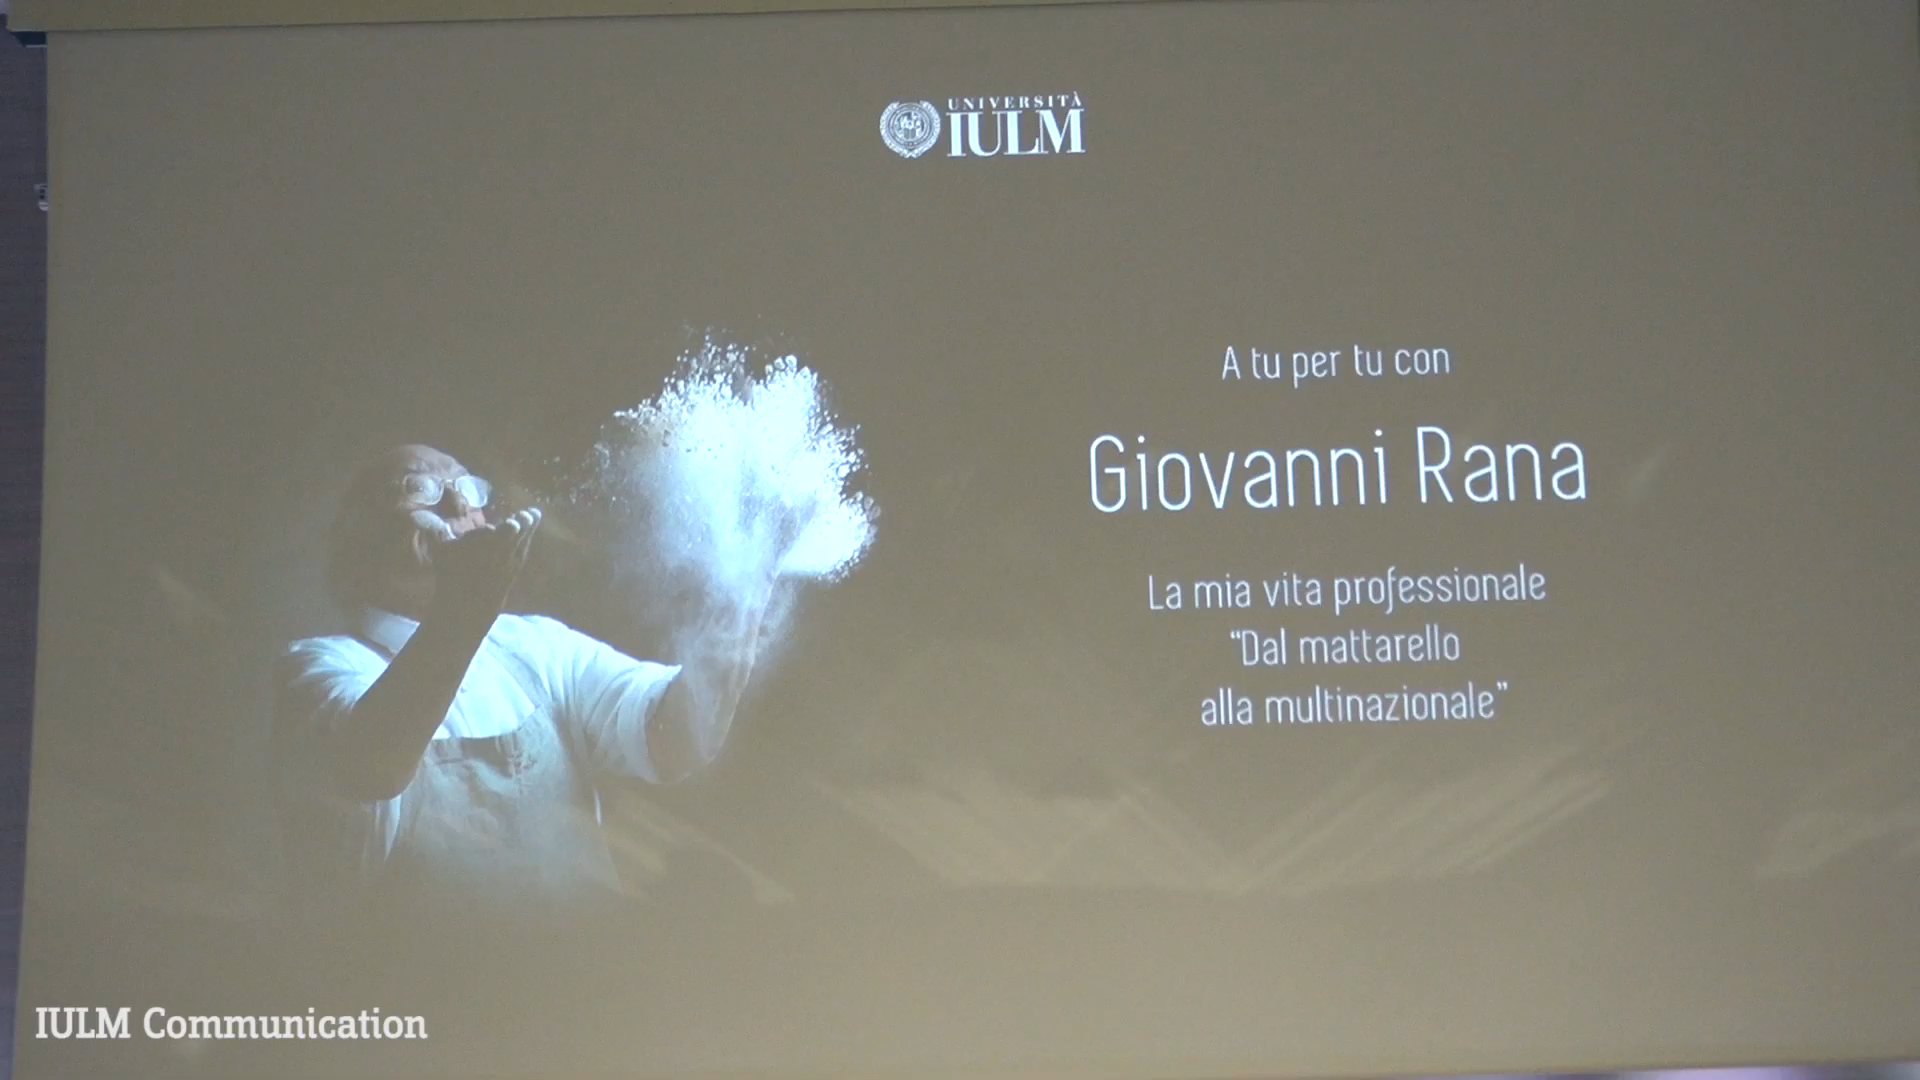 UNIVERSITÀ
IULM
A tu per tu con
Giovanni Rana
La mia vita professionale
“Dal mattarello
alla multinazionale”
IULM Communication